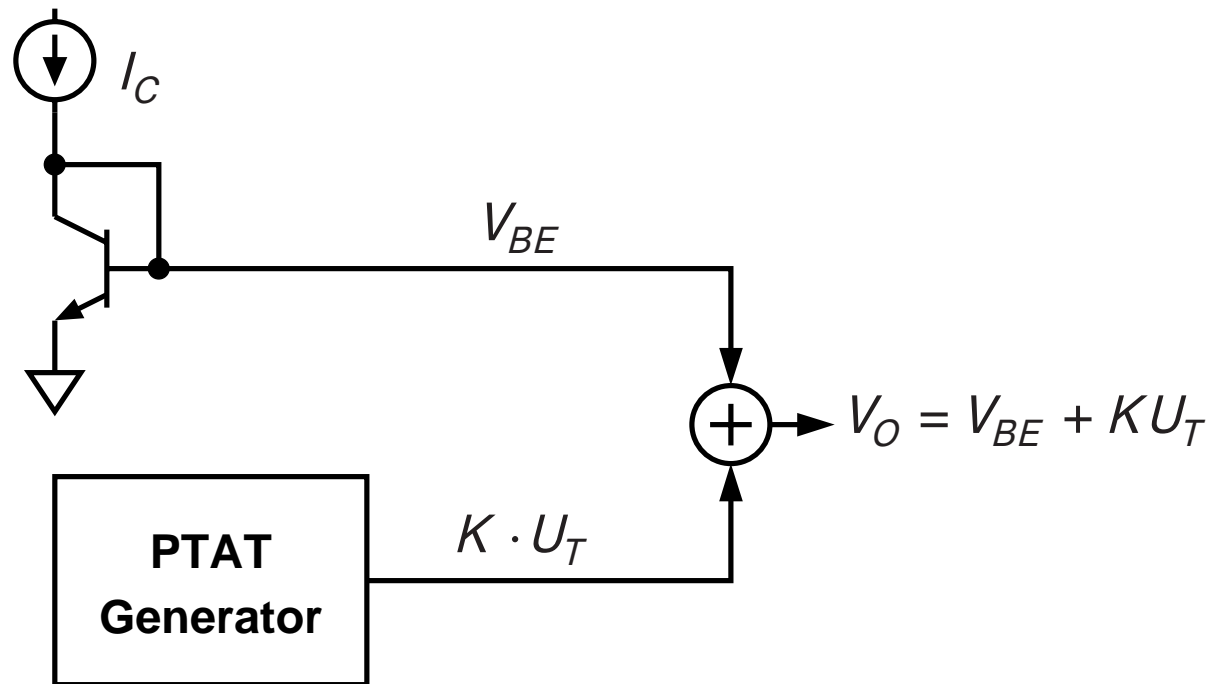 I_C
V_BE
V_O = V_BE + KU_T
K · U_T
PTAT
Generator